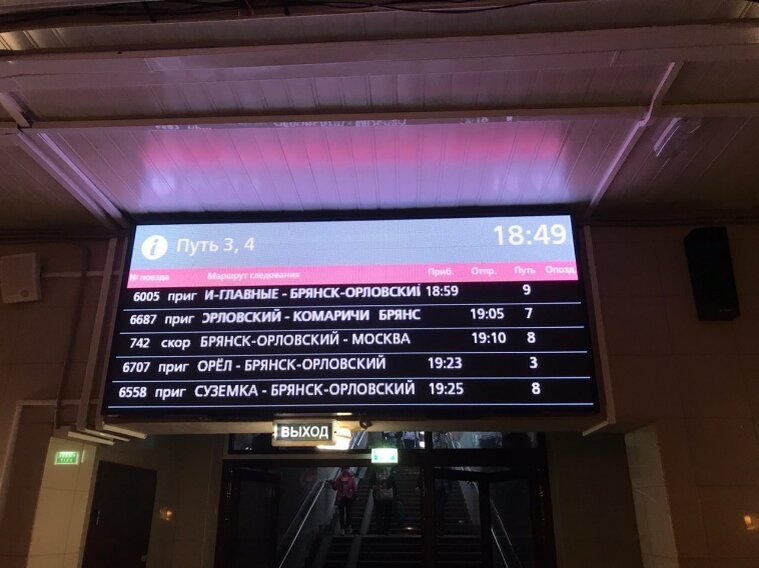 Путь 3, 4 18:49
№ поезда Маршрут следования Приб. Отпр. Путь Опозд.
6005 приг И-ГЛАВНЫЕ - БРЯНСК-ОРЛОВСКИЙ 18:59 9
6687 приг ОРЛОВСКИЙ - КОМАРИЧИ БРЯНС 19:05 7
742 скор БРЯНСК-ОРЛОВСКИЙ - МОСКВА 19:10 8
6707 приг ОРЁЛ - БРЯНСК-ОРЛОВСКИЙ 19:23 3
6558 приг СУЗЕМКА - БРЯНСК-ОРЛОВСКИЙ 19:25 8
ВЫХОД